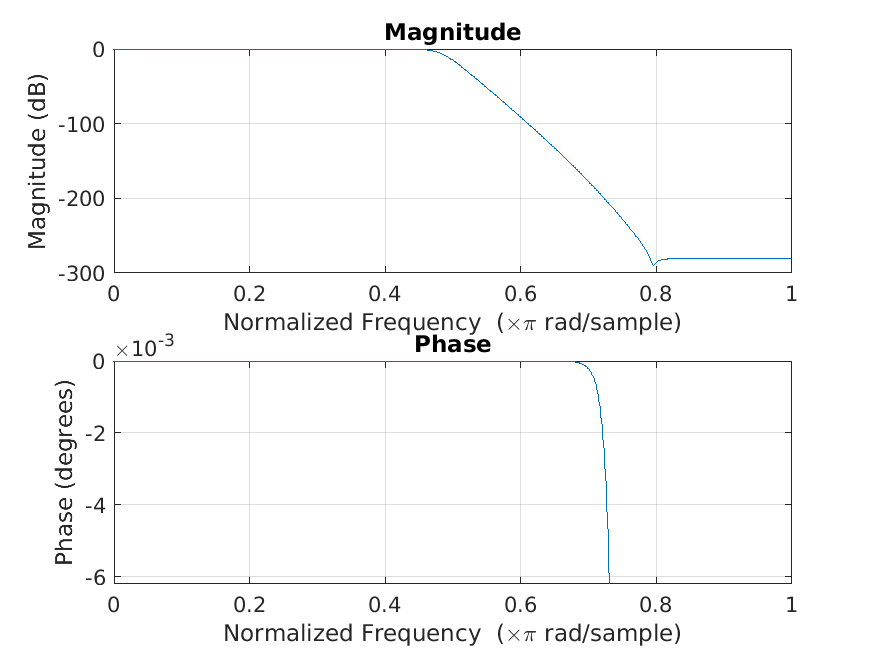 Magnitude
Magnitude (dB)
0
-100
-200
-300
0 0.2 0.4 0.6 0.8 1
Normalized Frequency (×π rad/sample)
Phase
×10⁻³
Phase (degrees)
0
-2
-4
-6
0 0.2 0.4 0.6 0.8 1
Normalized Frequency (×π rad/sample)